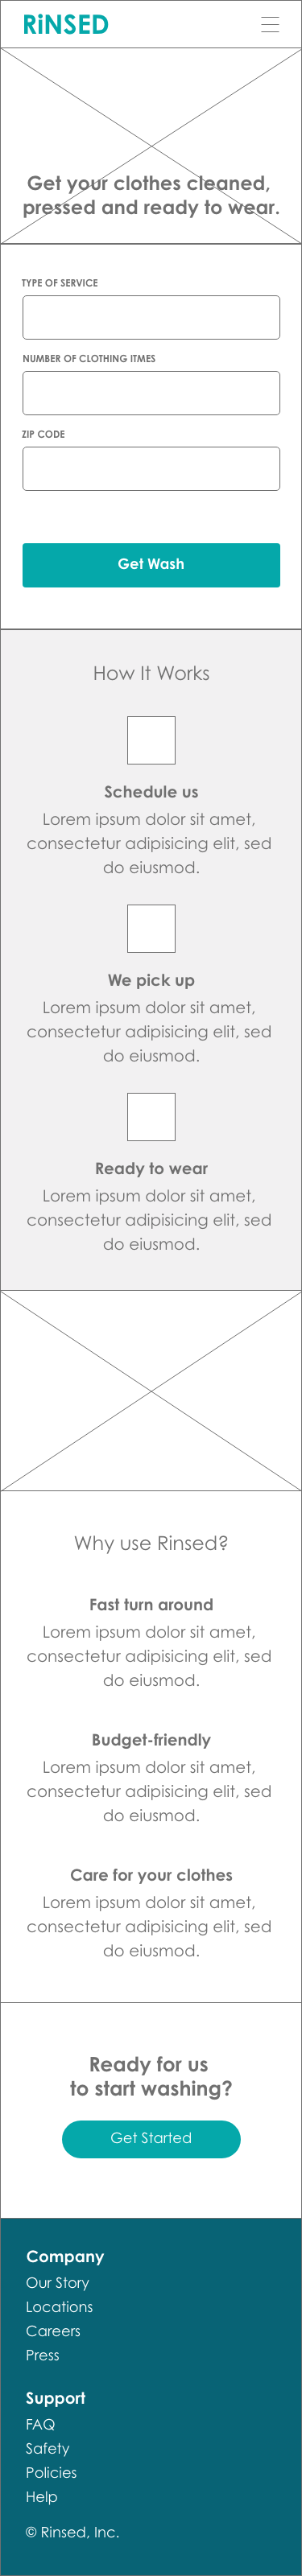 RiNSED
Get your clothes cleaned,
pressed and ready to wear.
TYPE OF SERVICE
NUMBER OF CLOTHING ITMES
ZIP CODE
Get Wash
How It Works
Schedule us
Lorem ipsum dolor sit amet,
consectetur adipisicing elit, sed
do eiusmod.
We pick up
Lorem ipsum dolor sit amet,
consectetur adipisicing elit, sed
do eiusmod.
Ready to wear
Lorem ipsum dolor sit amet,
consectetur adipisicing elit, sed
do eiusmod.
Why use Rinsed?
Fast turn around
Lorem ipsum dolor sit amet,
consectetur adipisicing elit, sed
do eiusmod.
Budget-friendly
Lorem ipsum dolor sit amet,
consectetur adipisicing elit, sed
do eiusmod.
Care for your clothes
Lorem ipsum dolor sit amet,
consectetur adipisicing elit, sed
do eiusmod.
Ready for us
to start washing?
Get Started
Company
Our Story
Locations
Careers
Press
Support
FAQ
Safety
Policies
Help
© Rinsed, Inc.